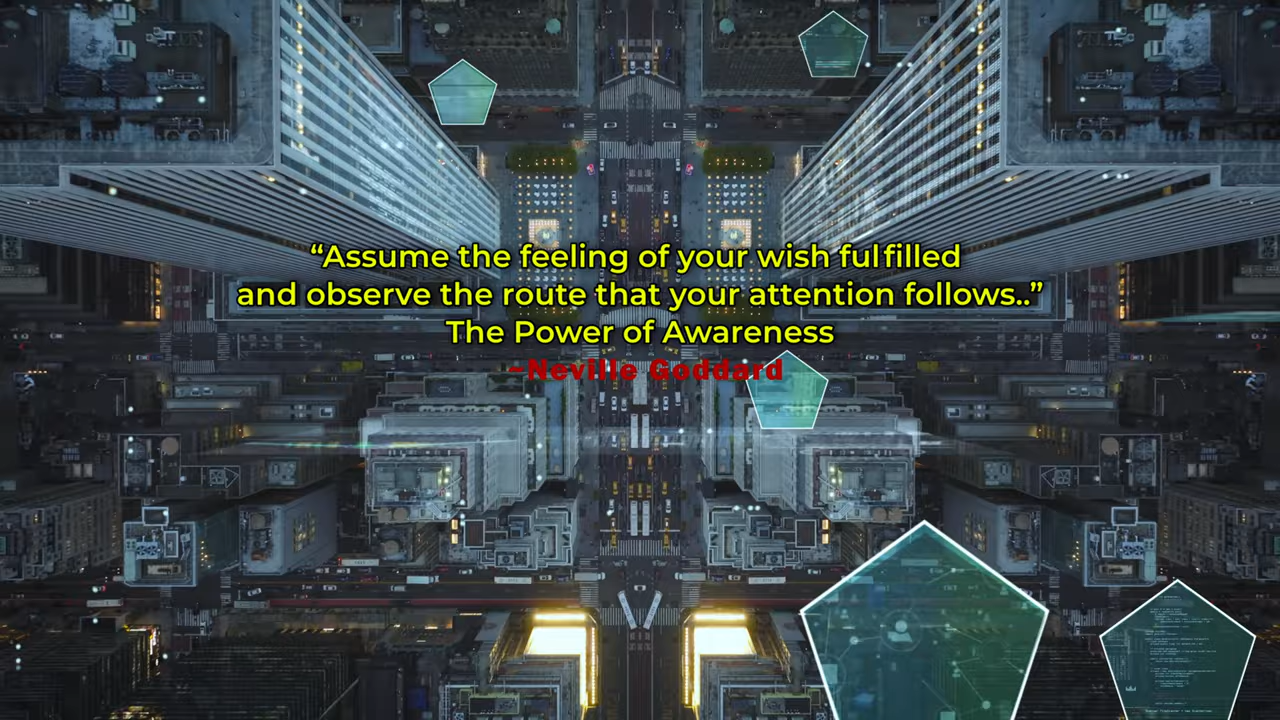 “Assume the feeling of your wish fulfilled
and observe the route that your attention follows..”
The Power of Awareness
–Neville Goddard